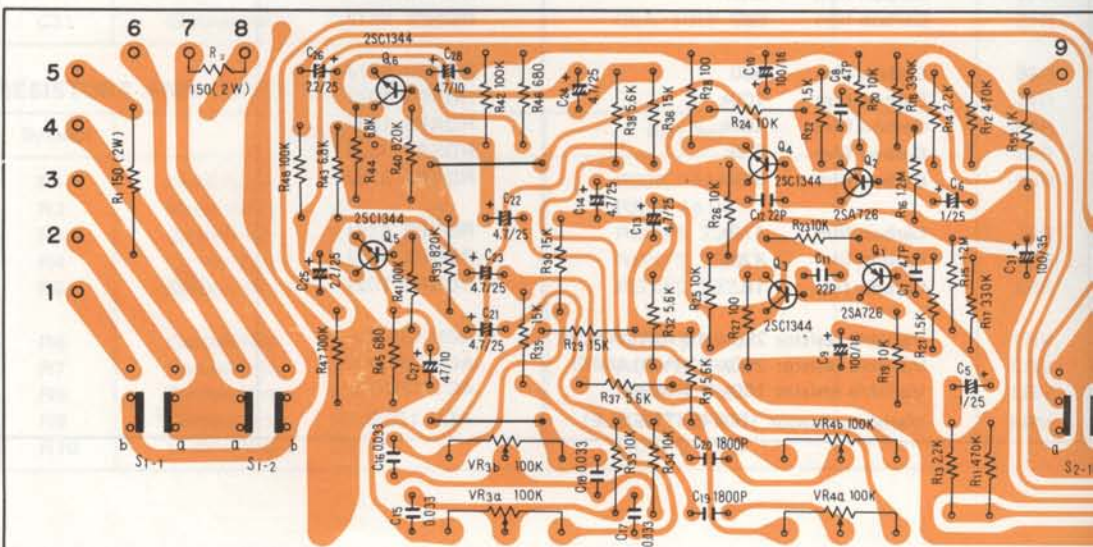 6
7
8
9
5
4
3
2
1
R2
150(2W)
R1 150 (2W)
C26
22/25
2SC1344
Q6
C28
47/10
R42 100K
R46 680
C24
4.7/25
R38 5.6K
R36 15K
R28 100
C10
100/16
R24 10K
R22 1.5K
C8
47P
R20 10K
R18 330K
R14 2.2K
R12 470K
R55 1K
R48 100K
R43 6.8K
R44 6.8K
R40 820K
Q4
2SC1344
Q2
2SA726
R16 1.2M
C6
1/25
2SC1344
Q5
C22
4.7/25
C14
4.7/25
C13
4.7/25
R26 10K
C12 22P
R23 10K
C25
2.2/25
R41 100K
R39 820K
C23
4.7/25
R30 15K
R25 10K
Q3
2SC1344
C11
22P
Q1
2SA726
C7 47P
R15 1.2M
R17 330K
C31
100/35
C21
4.7/25
R35 15K
R29 15K
R32 5.6K
R27 100
R21 1.5K
R47 100K
R45 680
C27
47/10
R37 5.6K
R31 5.6K
C9
100/16
R19 10K
C5
1/25
b
a
a
b
S1-1
S1-2
C16 0.033
VR3b 100K
C18 0.033
R33 10K
R34 10K
C20 1800P
VR4b 100K
R13 2.2K
R11 470K
a
S2-1
C15
0.033
VR3a 100K
C17
0.033
C19 1800P
VR4a 100K